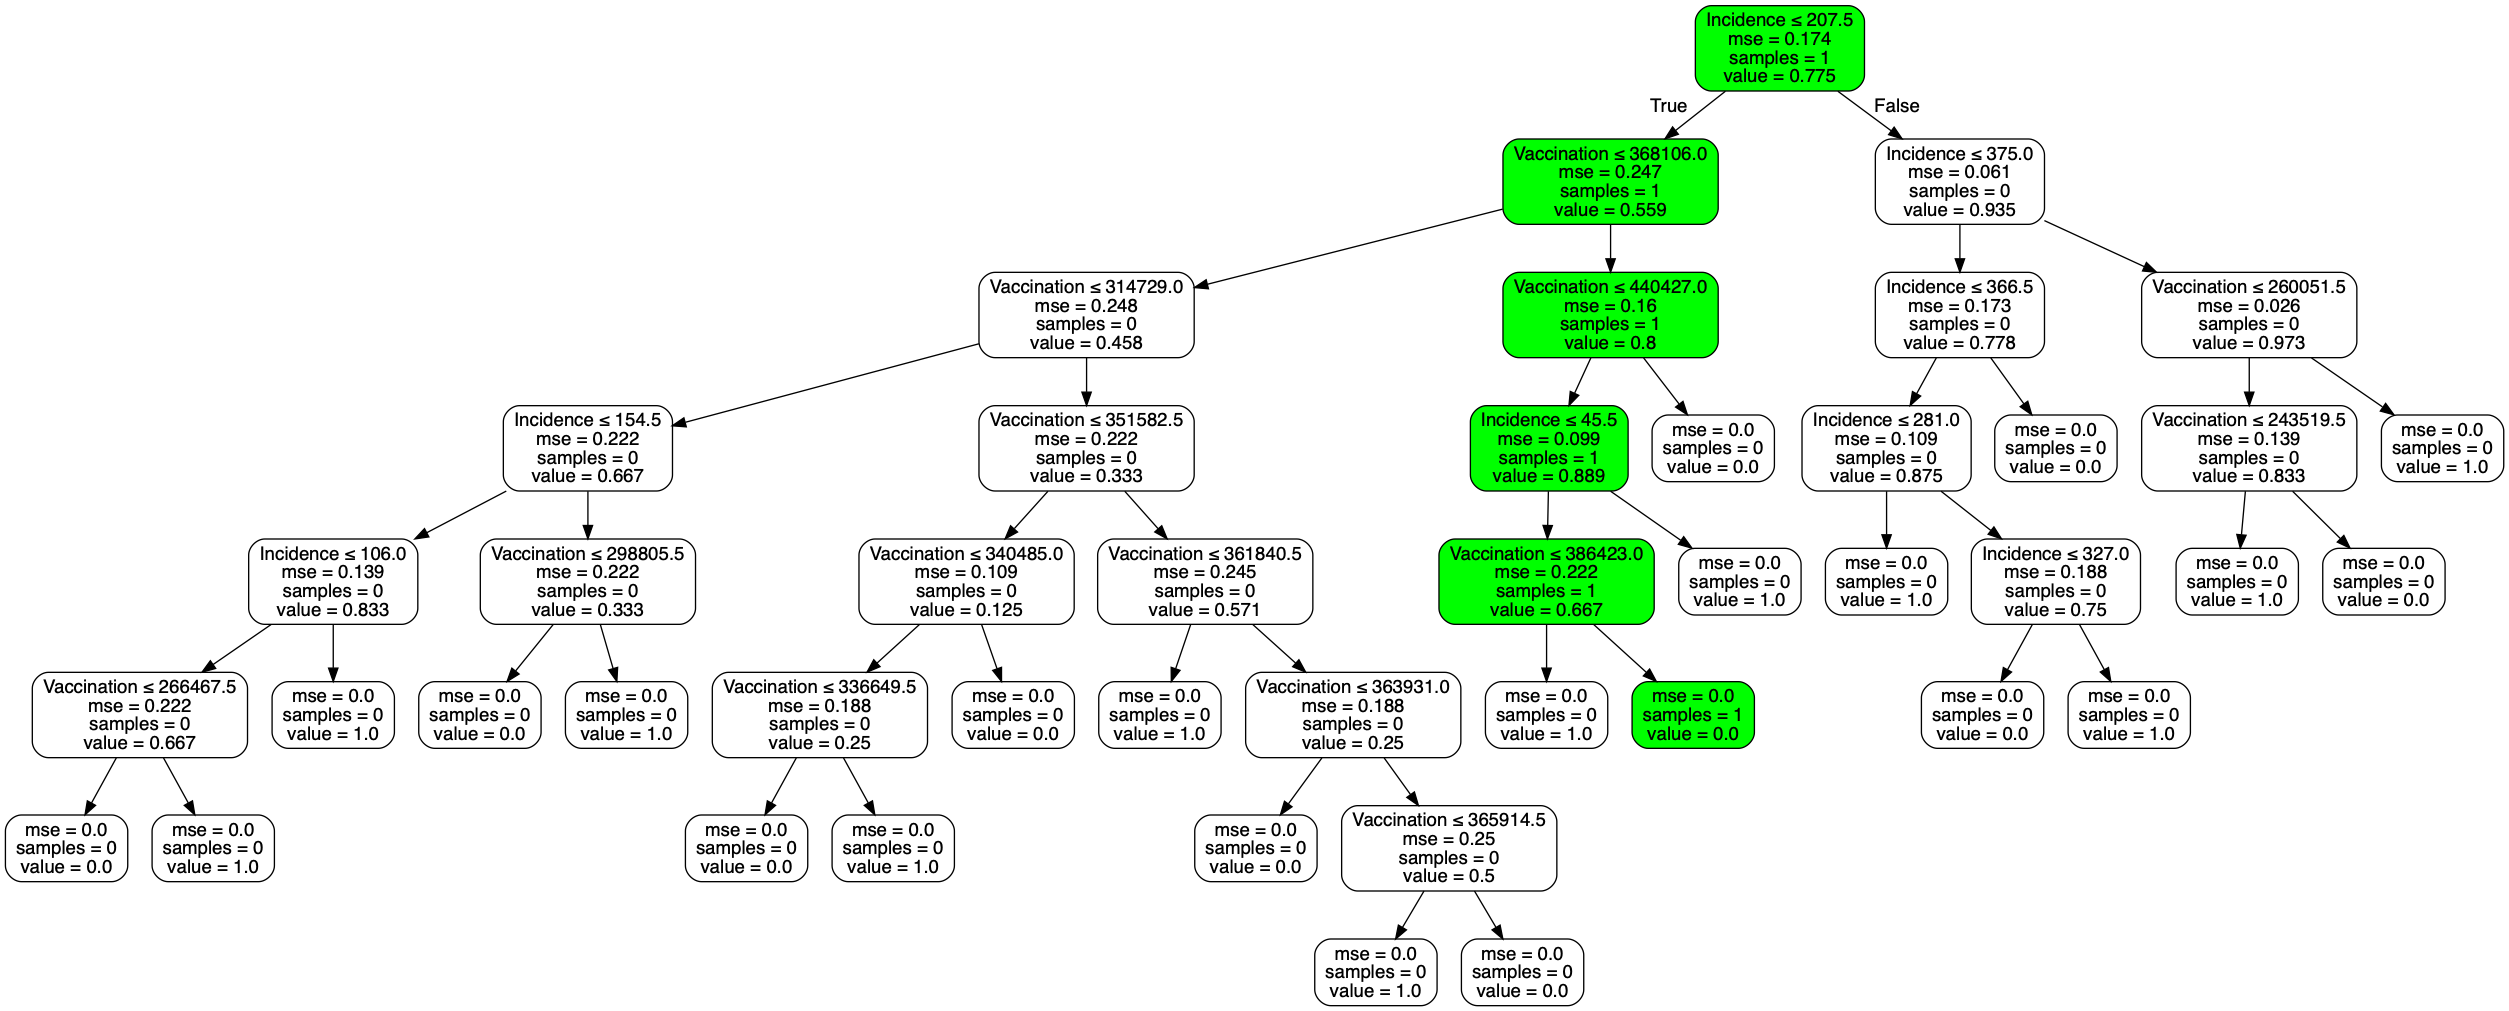 Incidence ≤ 207.5
mse = 0.174
samples = 1
value = 0.775
True
False
Vaccination ≤ 368106.0
mse = 0.247
samples = 1
value = 0.559
Incidence ≤ 375.0
mse = 0.061
samples = 0
value = 0.935
Vaccination ≤ 314729.0
mse = 0.248
samples = 0
value = 0.458
Vaccination ≤ 440427.0
mse = 0.16
samples = 1
value = 0.8
Incidence ≤ 366.5
mse = 0.173
samples = 0
value = 0.778
Vaccination ≤ 260051.5
mse = 0.026
samples = 0
value = 0.973
Incidence ≤ 154.5
mse = 0.222
samples = 0
value = 0.667
Vaccination ≤ 351582.5
mse = 0.222
samples = 0
value = 0.333
Incidence ≤ 45.5
mse = 0.099
samples = 1
value = 0.889
mse = 0.0
samples = 0
value = 0.0
Incidence ≤ 281.0
mse = 0.109
samples = 0
value = 0.875
mse = 0.0
samples = 0
value = 0.0
Vaccination ≤ 243519.5
mse = 0.139
samples = 0
value = 0.833
mse = 0.0
samples = 0
value = 1.0
Incidence ≤ 106.0
mse = 0.139
samples = 0
value = 0.833
Vaccination ≤ 298805.5
mse = 0.222
samples = 0
value = 0.333
Vaccination ≤ 340485.0
mse = 0.109
samples = 0
value = 0.125
Vaccination ≤ 361840.5
mse = 0.245
samples = 0
value = 0.571
Vaccination ≤ 386423.0
mse = 0.222
samples = 1
value = 0.667
mse = 0.0
samples = 0
value = 1.0
mse = 0.0
samples = 0
value = 1.0
Incidence ≤ 327.0
mse = 0.188
samples = 0
value = 0.75
mse = 0.0
samples = 0
value = 1.0
mse = 0.0
samples = 0
value = 0.0
Vaccination ≤ 266467.5
mse = 0.222
samples = 0
value = 0.667
mse = 0.0
samples = 0
value = 1.0
mse = 0.0
samples = 0
value = 0.0
mse = 0.0
samples = 0
value = 1.0
Vaccination ≤ 336649.5
mse = 0.188
samples = 0
value = 0.25
mse = 0.0
samples = 0
value = 0.0
mse = 0.0
samples = 0
value = 1.0
Vaccination ≤ 363931.0
mse = 0.188
samples = 0
value = 0.25
mse = 0.0
samples = 0
value = 1.0
mse = 0.0
samples = 1
value = 0.0
mse = 0.0
samples = 0
value = 0.0
mse = 0.0
samples = 0
value = 1.0
mse = 0.0
samples = 0
value = 0.0
mse = 0.0
samples = 0
value = 1.0
mse = 0.0
samples = 0
value = 0.0
mse = 0.0
samples = 0
value = 1.0
mse = 0.0
samples = 0
value = 0.0
Vaccination ≤ 365914.5
mse = 0.25
samples = 0
value = 0.5
mse = 0.0
samples = 0
value = 1.0
mse = 0.0
samples = 0
value = 0.0